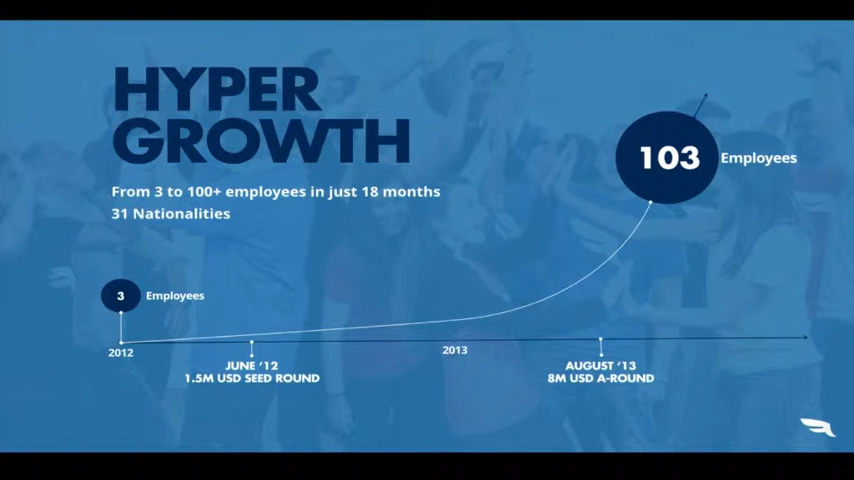 HYPER
GROWTH
From 3 to 100+ employees in just 18 months
31 Nationalities
103 Employees
3 Employees
2012
2013
JUNE ‘12
1.5M USD SEED ROUND
AUGUST ‘13
8M USD A-ROUND